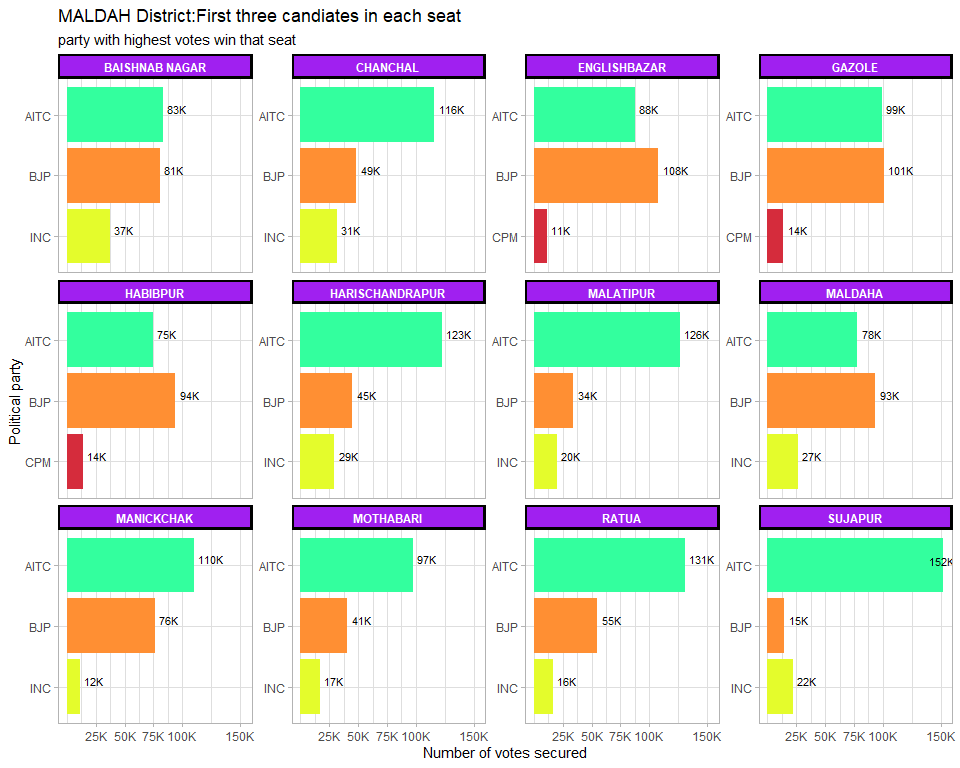 MALDAH District:First three candiates in each seat
party with highest votes win that seat
BAISHNAB NAGAR
AITC 83K
BJP 81K
INC 37K
CHANCHAL
AITC 116K
BJP 49K
INC 31K
ENGLISHBAZAR
AITC 88K
BJP 108K
CPM 11K
GAZOLE
AITC 99K
BJP 101K
CPM 14K
HABIBPUR
AITC 75K
BJP 94K
CPM 14K
HARISCHANDRAPUR
AITC 123K
BJP 45K
INC 29K
MALATIPUR
AITC 126K
BJP 34K
INC 20K
MALDAHA
AITC 78K
BJP 93K
INC 27K
MANICKCHAK
AITC 110K
BJP 76K
INC 12K
25K 50K 75K 100K 150K
MOTHABARI
AITC 97K
BJP 41K
INC 17K
25K 50K 75K 100K 150K
RATUA
AITC 131K
BJP 55K
INC 16K
25K 50K 75K 100K 150K
SUJAPUR
AITC 152K
BJP 15K
INC 22K
25K 50K 75K 100K 150K
Political party
Number of votes secured